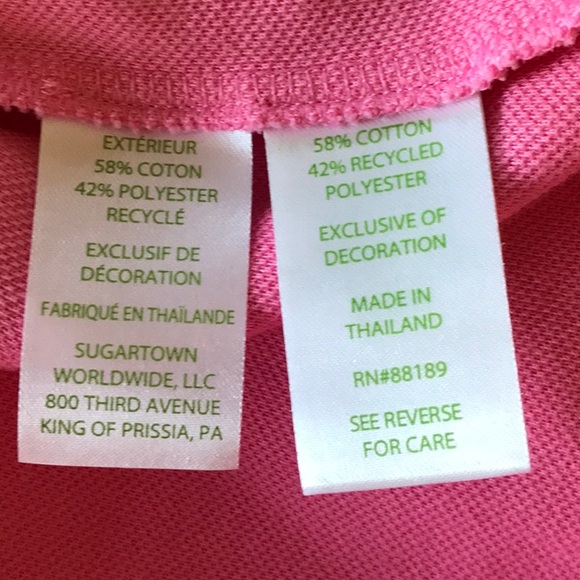 EXTÉRIEUR
58% COTON
42% POLYESTER
RECYCLÉ
EXCLUSIF DE
DÉCORATION
FABRIQUÉ EN THAÏLANDE
SUGARTOWN
WORLDWIDE, LLC
800 THIRD AVENUE
KING OF PRISSIA, PA
58% COTTON
42% RECYCLED
POLYESTER
EXCLUSIVE OF
DECORATION
MADE IN
THAILAND
RN#88189
SEE REVERSE
FOR CARE